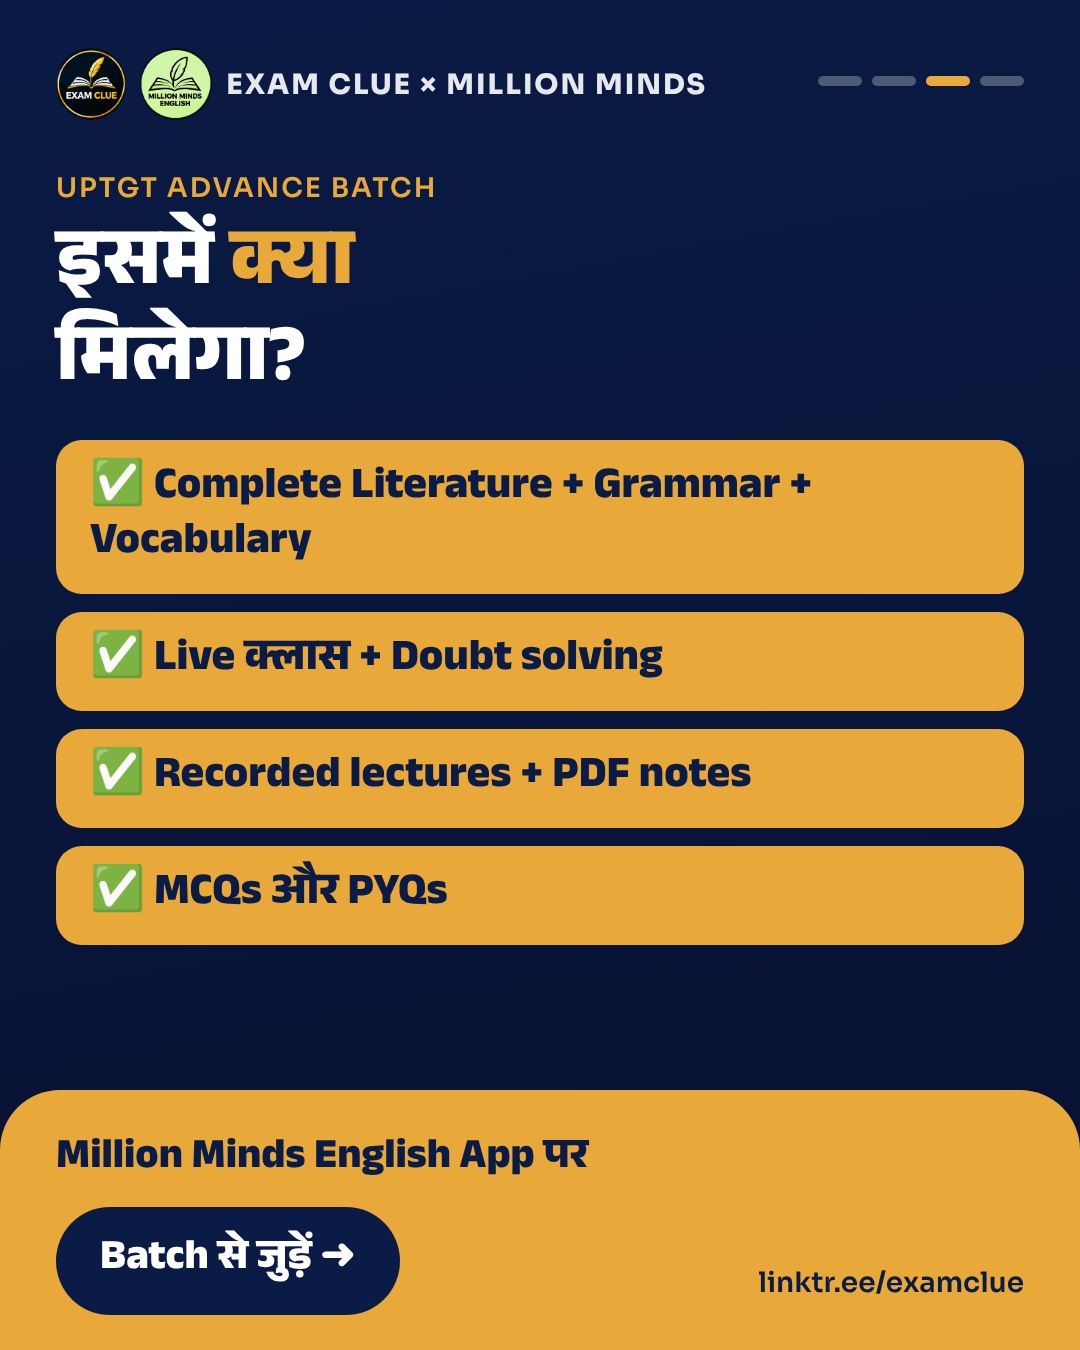 EXAM CLUE
MILLION MINDS
ENGLISH
EXAM CLUE × MILLION MINDS
UPTGT ADVANCE BATCH
इसमें क्या
मिलेगा?
✅ Complete Literature + Grammar +
Vocabulary
✅ Live क्लास + Doubt solving
✅ Recorded lectures + PDF notes
✅ MCQs और PYQs
Million Minds English App पर
Batch से जुड़ें ➜
linktr.ee/examclue